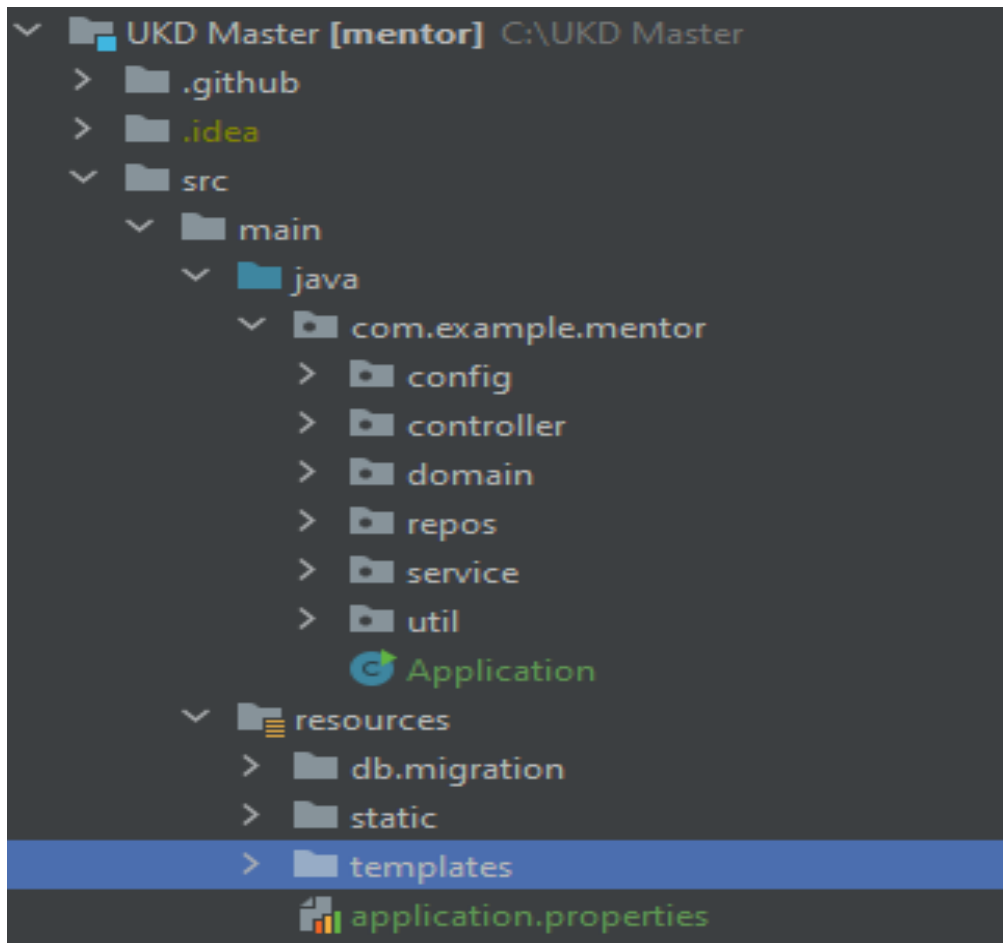 UKD Master [mentor] C:\UKD Master
.github
.idea
src
main
java
com.example.mentor
config
controller
domain
repos
service
util
Application
resources
db.migration
static
templates
application.properties